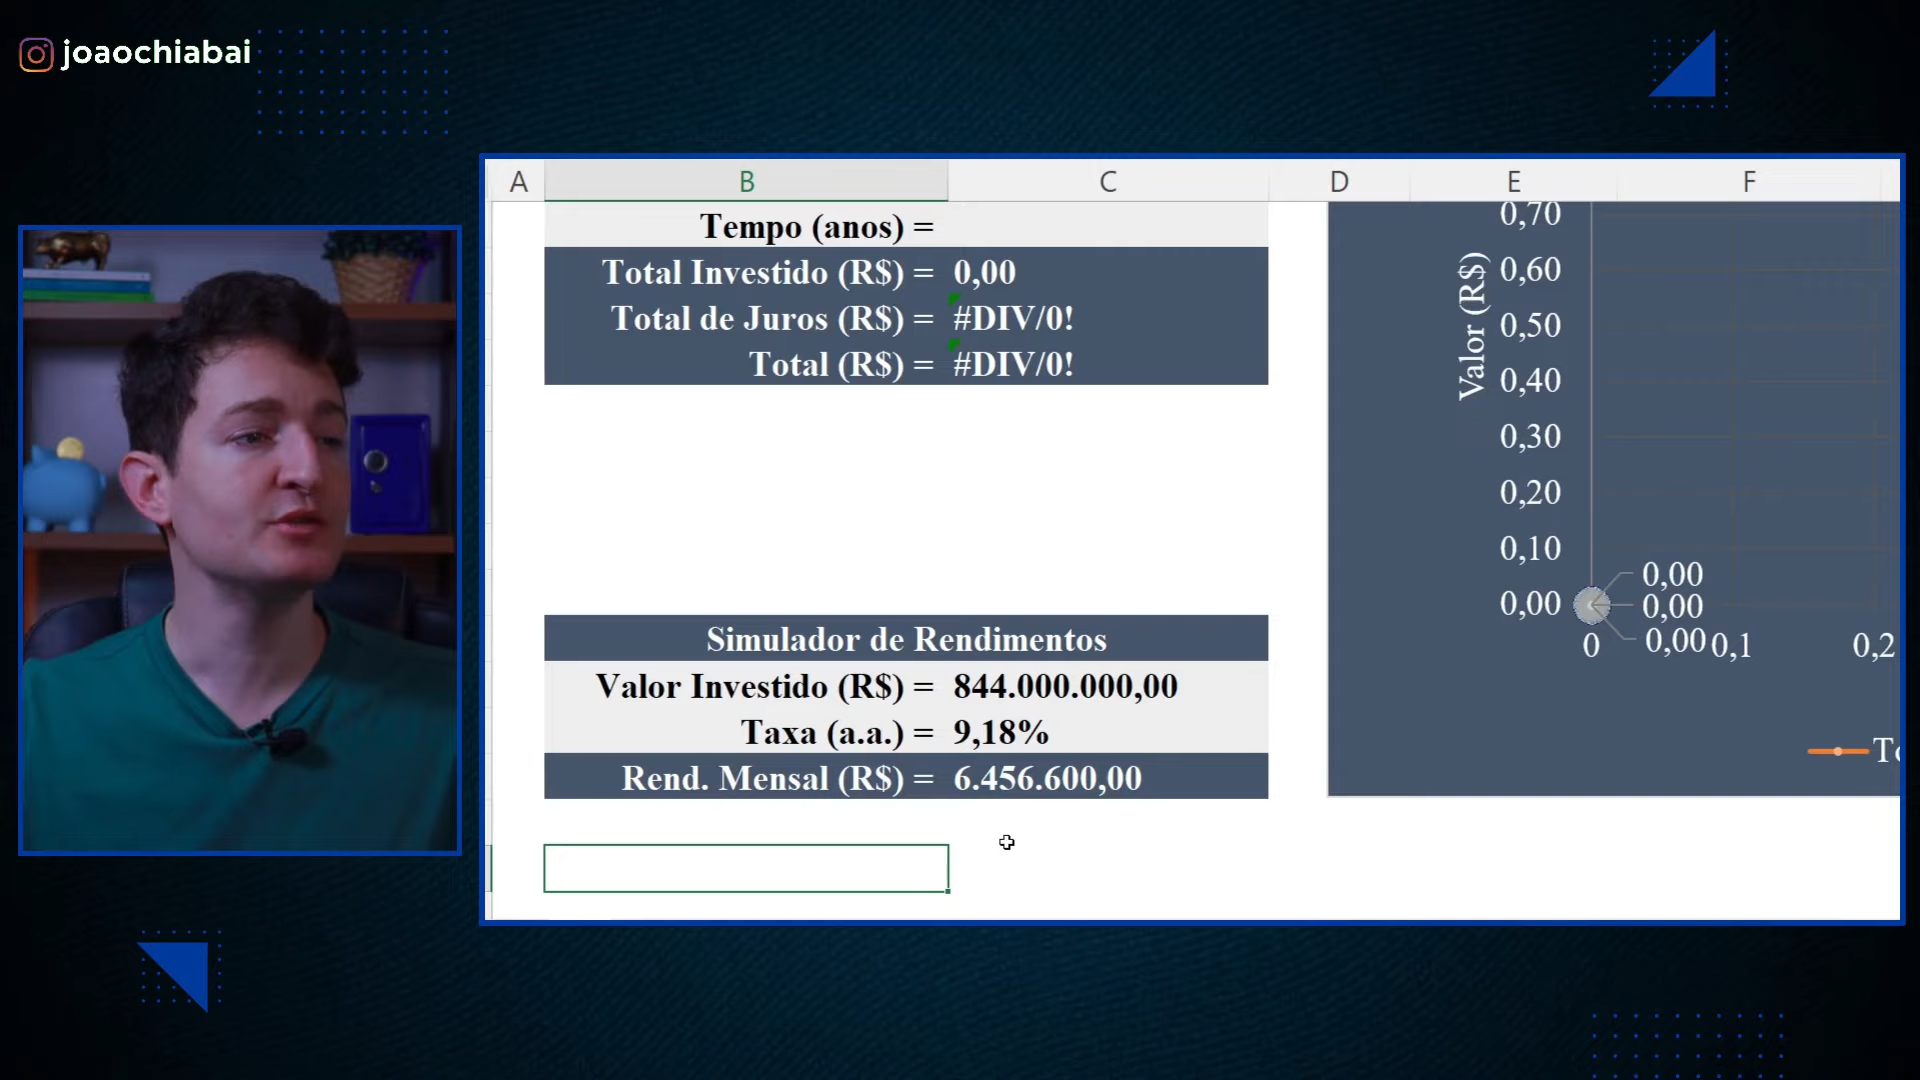 joaochiabai
A B C D E F
Tempo (anos) =
Total Investido (R$) = 0,00
Total de Juros (R$) = #DIV/0!
Total (R$) = #DIV/0!
Simulador de Rendimentos
Valor Investido (R$) = 844.000.000,00
Taxa (a.a.) = 9,18%
Rend. Mensal (R$) = 6.456.600,00
Valor (R$)
0,70
0,60
0,50
0,40
0,30
0,20
0,10
0,00
0,00
0,00
0,00
0 0,1 0,2